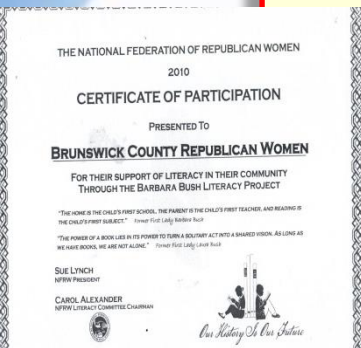 THE NATIONAL FEDERATION OF REPUBLICAN WOMEN
2010
CERTIFICATE OF PARTICIPATION
PRESENTED TO
BRUNSWICK COUNTY REPUBLICAN WOMEN
FOR THEIR SUPPORT OF LITERACY IN THEIR COMMUNITY
THROUGH THE BARBARA BUSH LITERACY PROJECT
"THE HOME IS THE CHILD'S FIRST SCHOOL, THE PARENT IS THE CHILD'S FIRST TEACHER, AND READING IS
THE CHILD'S FIRST SUBJECT." Former First Lady Barbara Bush
"THE POWER OF A BOOK LIES IN ITS POWER TO TURN A SOLITARY ACT INTO A SHARED VISION. AS LONG AS
WE HAVE BOOKS, WE ARE NOT ALONE." Former First Lady Laura Bush
SUE LYNCH
NFRW PRESIDENT
CAROL ALEXANDER
NFRW LITERACY COMMITTEE CHAIRMAN
Our History Is Our Future